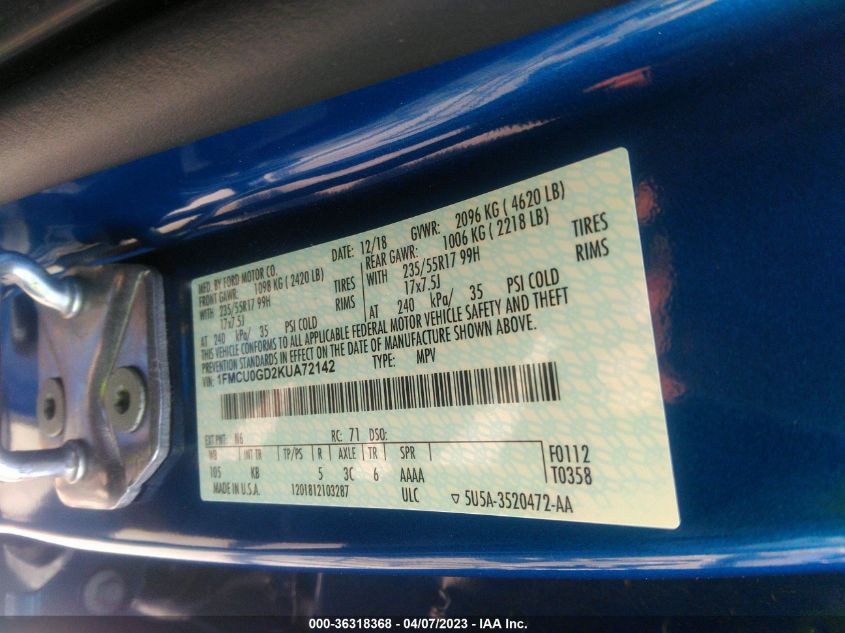 MFD. BY FORD MOTOR CO.
DATE: 12/18 GVWR: 2096 KG ( 4620 LB)
FRONT GAWR: 1098 KG ( 2420 LB) REAR GAWR: 1006 KG ( 2218 LB)
WITH 235/55R17 99H TIRES WITH 235/55R17 99H TIRES
17x7.5J RIMS 17x7.5J RIMS
AT 240 kPa/ 35 PSI COLD AT 240 kPa/ 35 PSI COLD
THIS VEHICLE CONFORMS TO ALL APPLICABLE FEDERAL MOTOR VEHICLE SAFETY AND THEFT
PREVENTION STANDARDS IN EFFECT ON THE DATE OF MANUFACTURE SHOWN ABOVE.
VIN: 1FMCU0GD2KUA72142 TYPE: MPV
EXT PNT: N6 RC: 71 DSO:
WB INT TR TP/PS R AXLE TR SPR F0112
105 KB 5 3C 6 AAAA T0358
MADE IN U.S.A. 1201812103287 ULC 5U5A-3520472-AA
000-36318368 - 04/07/2023 - IAA Inc.